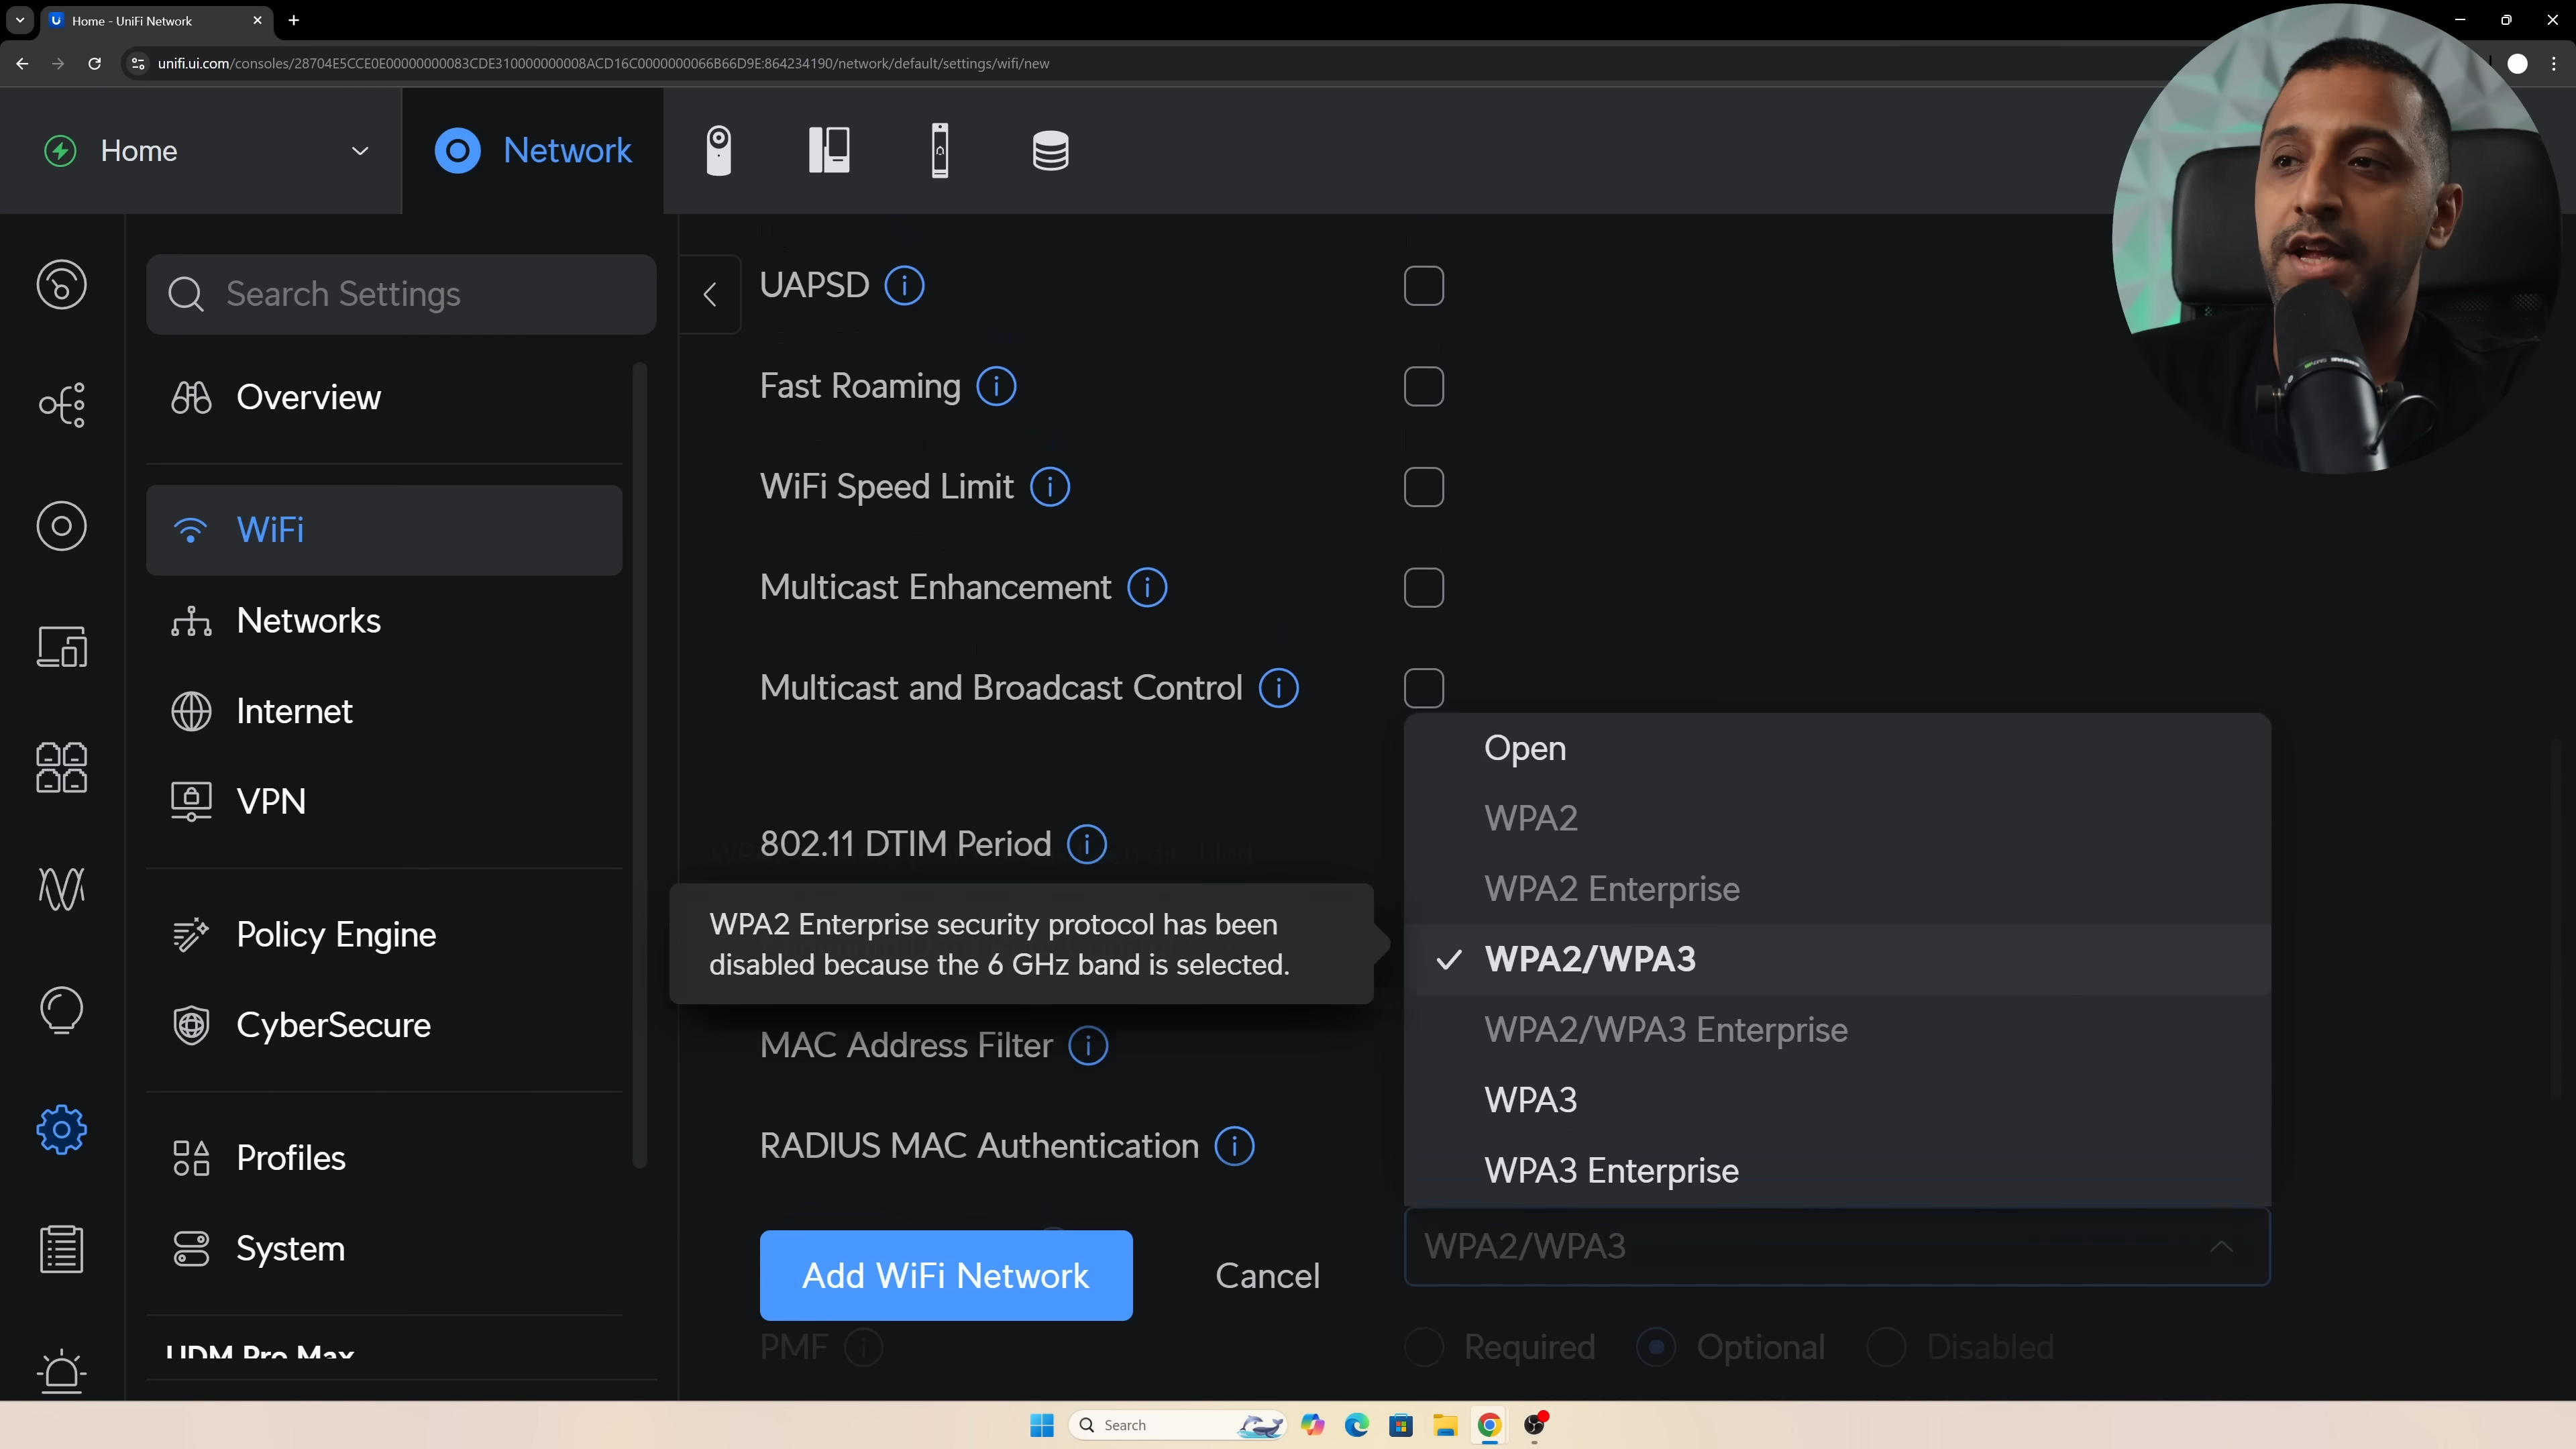 Home - UniFi Network
unifi.ui.com/consoles/28704E5CCE0E00000000083CDE310000000008ACD16C0000000066B66D9E:864234190/network/default/settings/wifi/new
Home
Network
Search Settings
Overview
WiFi
Networks
Internet
VPN
Policy Engine
CyberSecure
Profiles
System
UDM Pro Max
UAPSD
Fast Roaming
WiFi Speed Limit
Multicast Enhancement
Multicast and Broadcast Control
802.11 DTIM Period
WPA2 Enterprise security protocol has been
disabled because the 6 GHz band is selected.
MAC Address Filter
RADIUS MAC Authentication
Open
WPA2
WPA2 Enterprise
WPA2/WPA3
WPA2/WPA3 Enterprise
WPA3
WPA3 Enterprise
WPA2/WPA3
Add WiFi Network
Cancel
PMF
Required
Optional
Disabled
Search